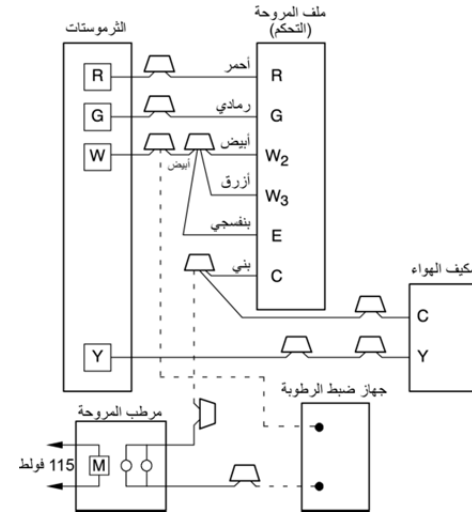 ملف المروحة
(التحكم)
الثرموستات
R
أحمر
R
G
رمادي
G
W
أبيض
أبيض
W2
أزرق
W3
بنفسجي
E
بني
C
مكيف الهواء
C
Y
Y
جهاز ضبط الرطوبة
مرطب المروحة
M
115 فولط